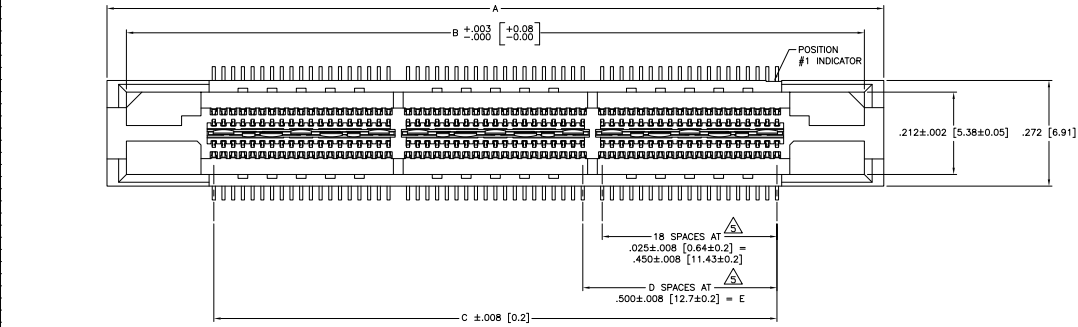 A
B +.003 -.000 [+0.08 -0.00]
POSITION
#1 INDICATOR
.212±.002 [5.38±0.05] .272 [6.91]
18 SPACES AT 5
.025±.008 [0.64±0.2] =
.450±.008 [11.43±0.2]
D SPACES AT 5
.500±.008 [12.7±0.2] = E
C ±.008 [0.2]